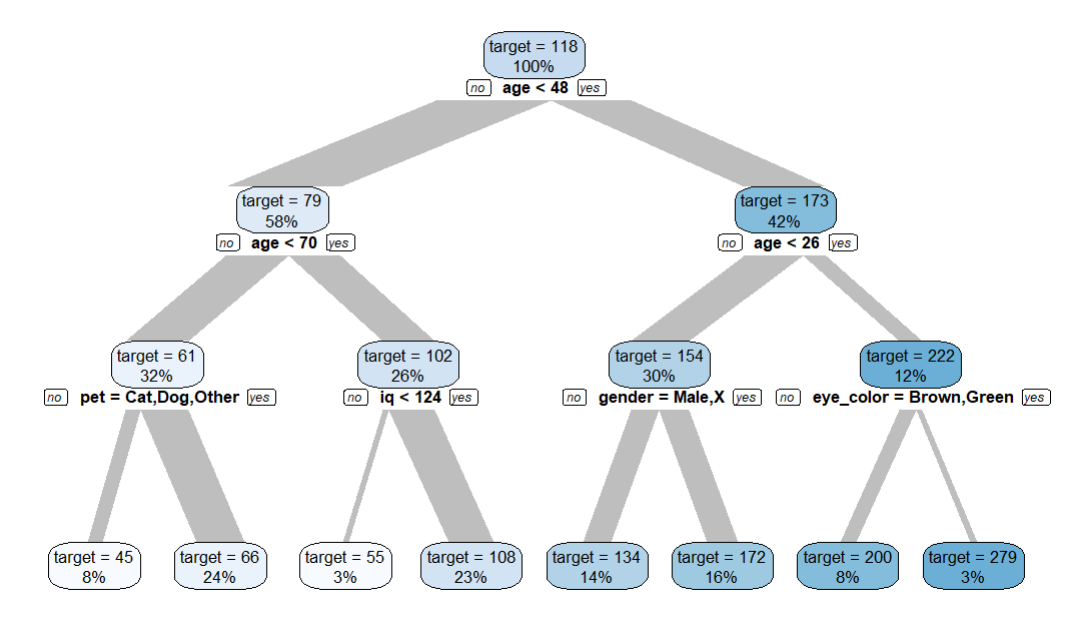 target = 118
100%
no age < 48 yes
target = 79
58%
no age < 70 yes
target = 173
42%
no age < 26 yes
target = 61
32%
no pet = Cat,Dog,Other yes
target = 102
26%
no iq < 124 yes
target = 154
30%
no gender = Male,X yes
target = 222
12%
no eye_color = Brown,Green yes
target = 45
8%
target = 66
24%
target = 55
3%
target = 108
23%
target = 134
14%
target = 172
16%
target = 200
8%
target = 279
3%